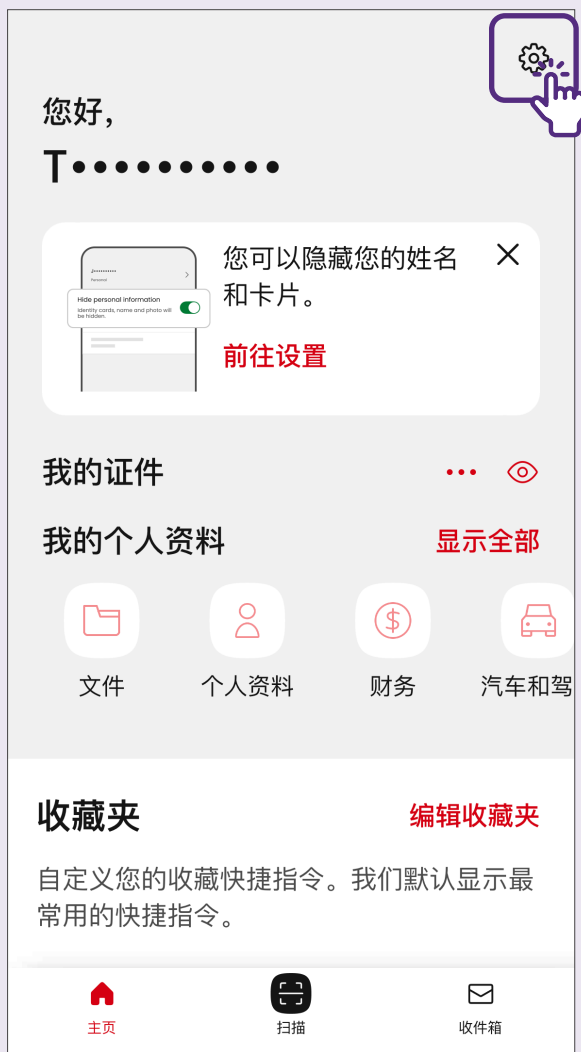 您好,
T••••••••••
您可以隐藏您的姓名
和卡片。
前往设置
J••••••••••
Personal
Hide personal information
Identity cards, name and photo will
be hidden.
我的证件
我的个人资料
显示全部
文件
个人资料
财务
汽车和驾
收藏夹
编辑收藏夹
自定义您的收藏快捷指令。我们默认显示最
常用的快捷指令。
主页
扫描
收件箱